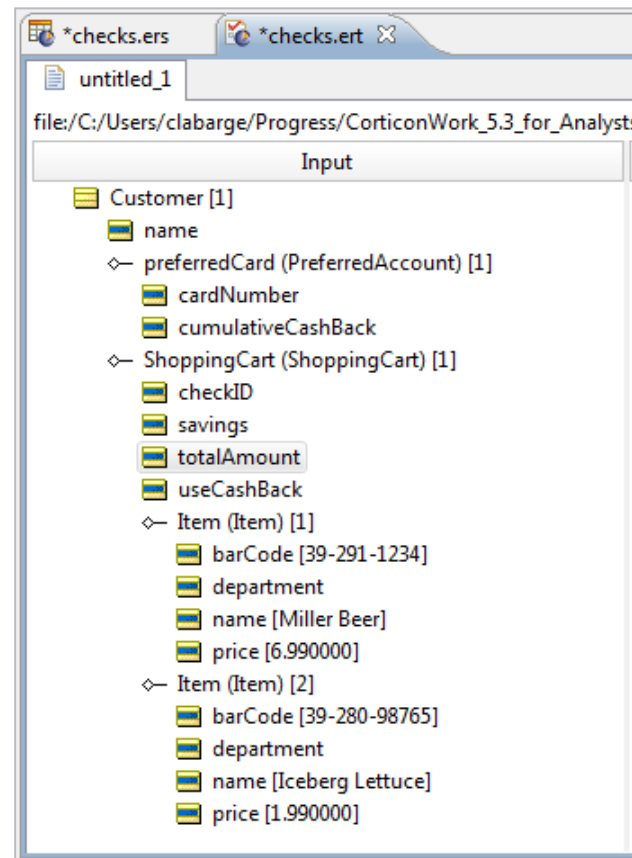 *checks.ers *checks.ert
untitled_1
file:/C:/Users/clabarge/Progress/CorticonWork_5.3_for_Analysts
Input
Customer [1]
name
preferredCard (PreferredAccount) [1]
cardNumber
cumulativeCashBack
ShoppingCart (ShoppingCart) [1]
checkID
savings
totalAmount
useCashBack
Item (Item) [1]
barCode [39-291-1234]
department
name [Miller Beer]
price [6.990000]
Item (Item) [2]
barCode [39-280-98765]
department
name [Iceberg Lettuce]
price [1.990000]